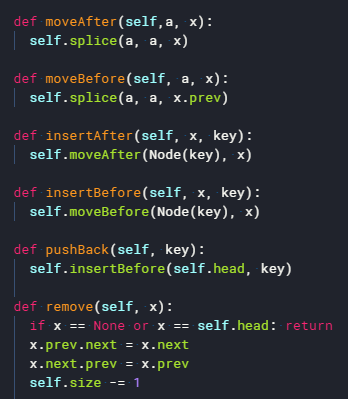 def moveAfter(self,a, x):
self.splice(a, a, x)
def moveBefore(self, a, x):
self.splice(a, a, x.prev)
def insertAfter(self, x, key):
self.moveAfter(Node(key), x)
def insertBefore(self, x, key):
self.moveBefore(Node(key), x)
def pushBack(self, key):
self.insertBefore(self.head, key)
def remove(self, x):
if x == None or x == self.head: return
x.prev.next = x.next
x.next.prev = x.prev
self.size -= 1